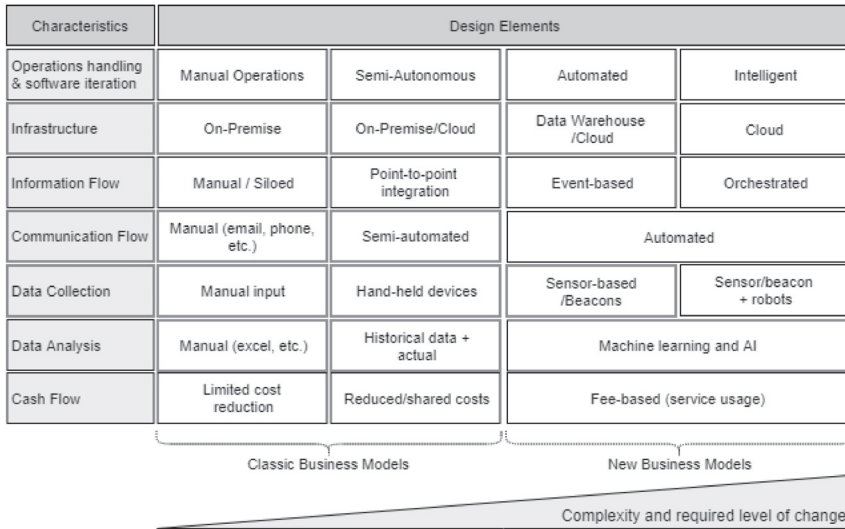 Characteristics
Design Elements
Operations handling
& software iteration
Manual Operations
Semi-Autonomous
Automated
Intelligent
Infrastructure
On-Premise
On-Premise/Cloud
Data Warehouse
/Cloud
Cloud
Information Flow
Manual / Siloed
Point-to-point
integration
Event-based
Orchestrated
Communication Flow
Manual (email, phone,
etc.)
Semi-automated
Automated
Data Collection
Manual input
Hand-held devices
Sensor-based
/Beacons
Sensor/beacon
+ robots
Data Analysis
Manual (excel, etc.)
Historical data +
actual
Machine learning and AI
Cash Flow
Limited cost
reduction
Reduced/shared costs
Fee-based (service usage)
Classic Business Models
New Business Models
Complexity and required level of change